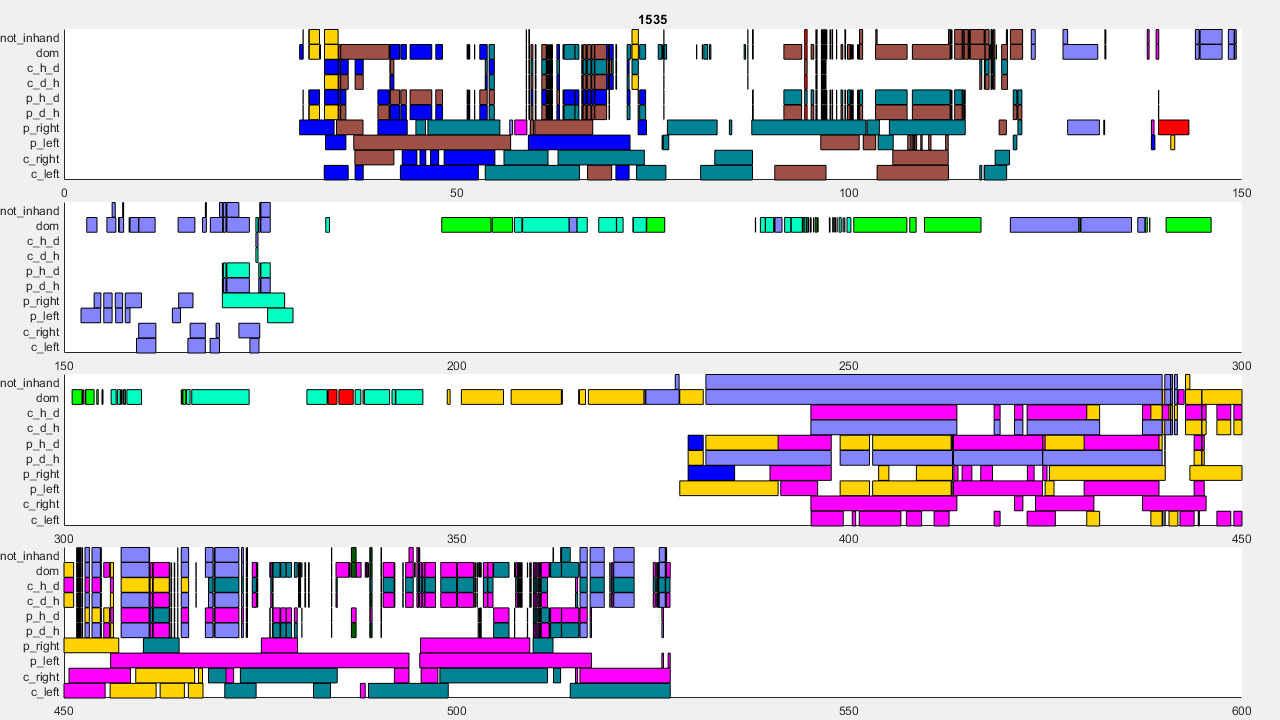 1535
not_inhand
dom
c_h_d
c_d_h
p_h_d
p_d_h
p_right
p_left
c_right
c_left
0 50 100 150
not_inhand
dom
c_h_d
c_d_h
p_h_d
p_d_h
p_right
p_left
c_right
c_left
150 200 250 300
not_inhand
dom
c_h_d
c_d_h
p_h_d
p_d_h
p_right
p_left
c_right
c_left
300 350 400 450
not_inhand
dom
c_h_d
c_d_h
p_h_d
p_d_h
p_right
p_left
c_right
c_left
450 500 550 600